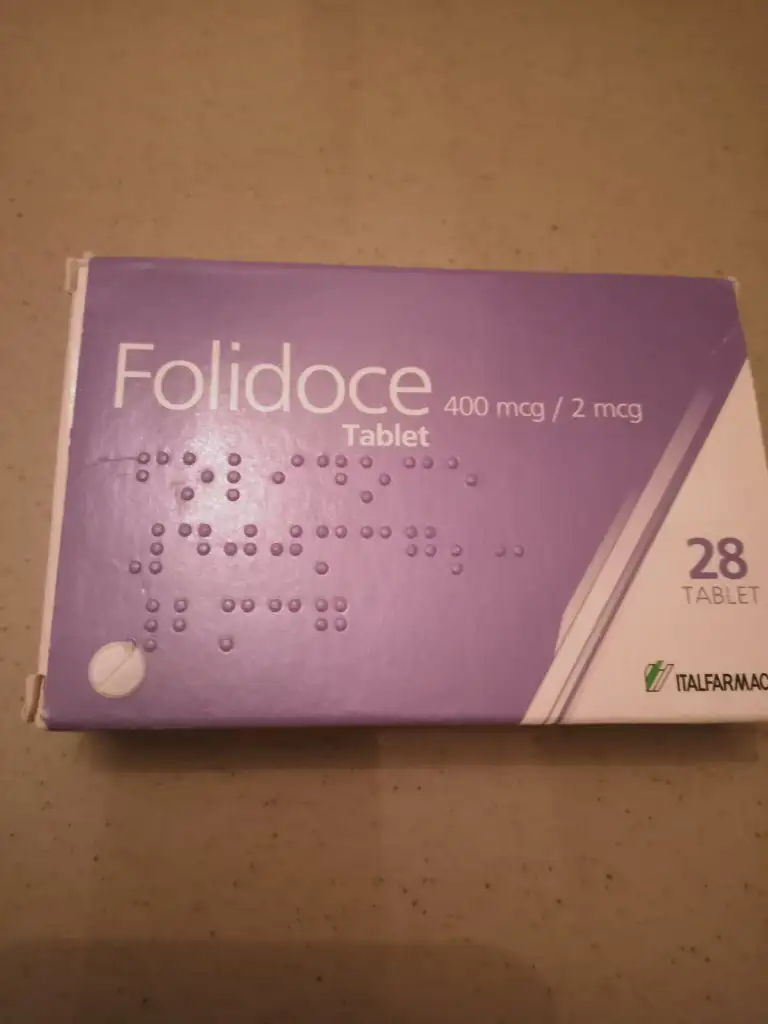 Folidoce 400 mcg / 2 mcg
Tablet
28
TABLET
ITALFARMAC